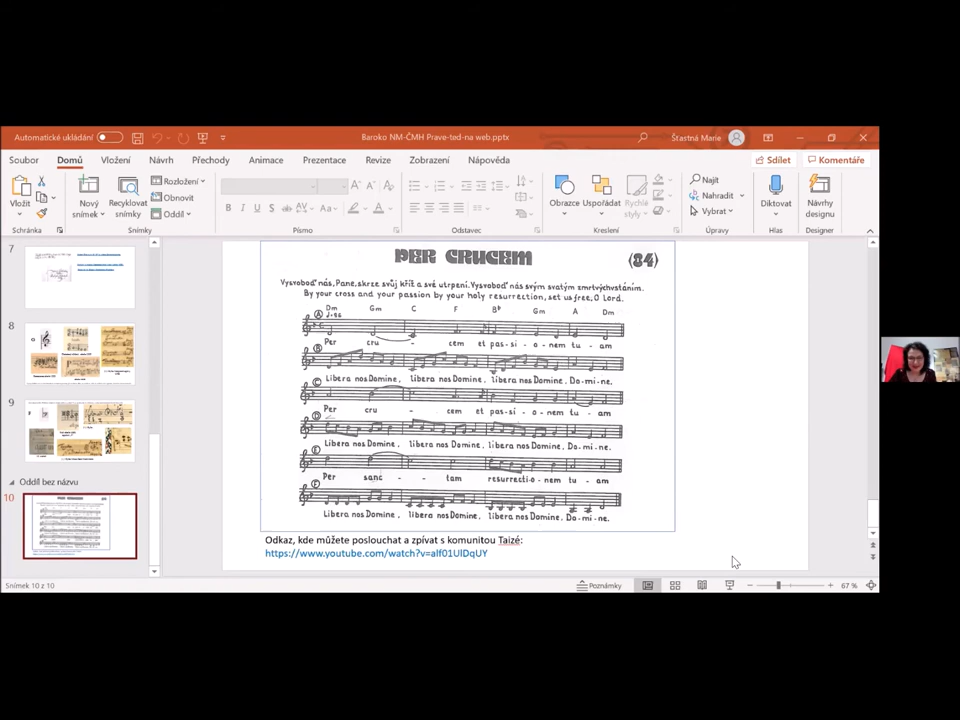 Automatické ukládání
Baroko NM-ČMH Prave-ted-na web.pptx
Šťastná Marie
Soubor Domů Vložení Návrh Přechody Animace Prezentace Revize Zobrazení Nápověda
Sdílet Komentáře
Vložit
Nový snímek
Recyklovat snímky
Rozložení
Obnovit
Oddíl
Obrazce
Uspořádat
Rychlé styly
Najít
Nahradit
Vybrat
Diktovat
Návrhy designu
Schránka Snímky Písmo Odstavec Kreslení Úpravy Hlas Designer
7
8
9
Oddíl bez názvu
10
PER CRUCEM (84)
Vysvoboď nás, Pane, skrze svůj kříž a své utrpení. Vysvoboď nás svým svatým zmrtvýchvstáním.
By your cross and your passion by your holy resurrection, set us free, O Lord.
Dm Gm C F B♭ Gm A Dm
A
Per cru - cem et pas-si - o - nem tu - am
B
Libera nos Domine, libera nos Domine, libera nos Domine, Do-mi-ne.
C
Per cru - cem et pas-si - o - nem tu - am
D
Libera nos Domine, libera nos Domine, libera nos Domine, Do-mi-ne.
E
Per sanc - - tam resurrecti-o-nem tu - am
F
Libera nos Domine, libera nos Domine, libera nos Domine, Do-mi-ne.
Odkaz, kde můžete poslouchat a zpívat s komunitou Taizé:
https://www.youtube.com/watch?v=alf01UlDqUY
Snímek 10 z 10
Poznámky
67 %